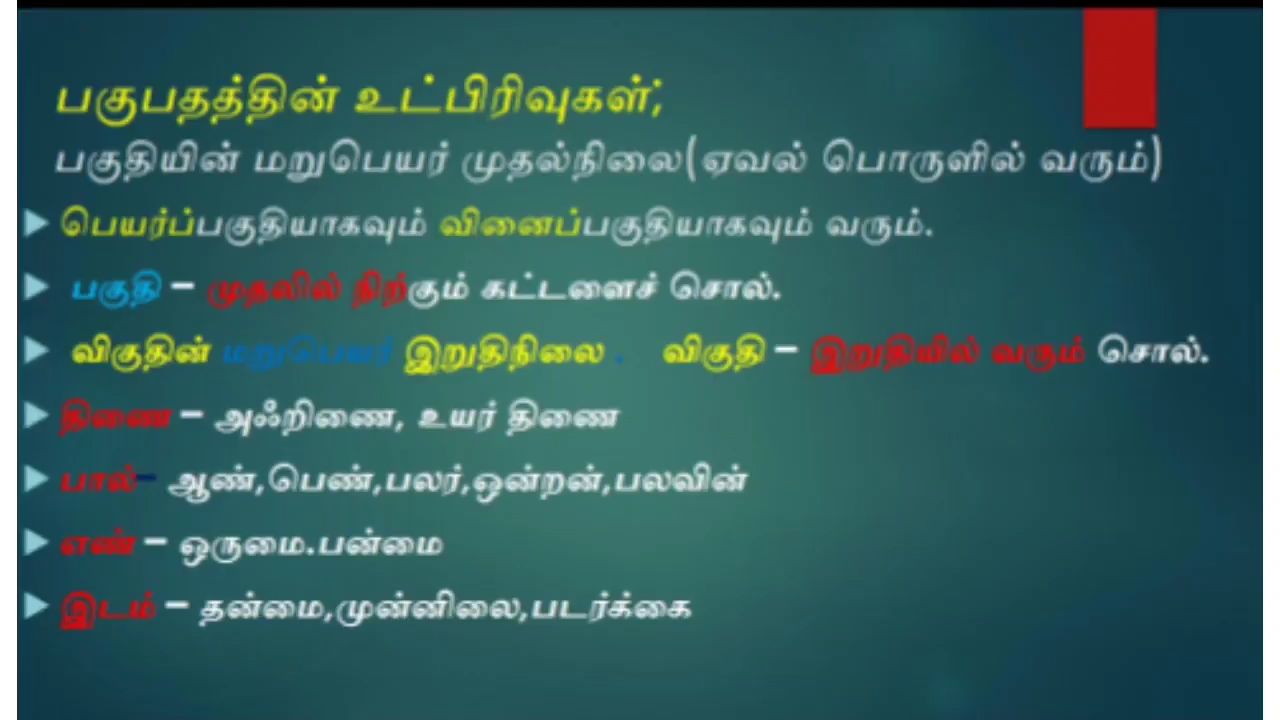 பகுபதத்தின் உட்பிரிவுகள்;
பகுதியின் மறுபெயர் முதல்நிலை(ஏவல் பொருளில் வரும்)
பெயர்ப்பகுதியாகவும் வினைப்பகுதியாகவும் வரும்.
பகுதி – முதலில் நிற்கும் கட்டளைச் சொல்.
விகுதின் மறுபெயர் இறுதிநிலை . விகுதி – இறுதியில் வரும் சொல்.
திணை – அஃறிணை, உயர் திணை
பால்– ஆண்,பெண்,பலர்,ஒன்றன்,பலவின்
எண் – ஒருமை.பன்மை
இடம் – தன்மை,முன்னிலை,படர்க்கை